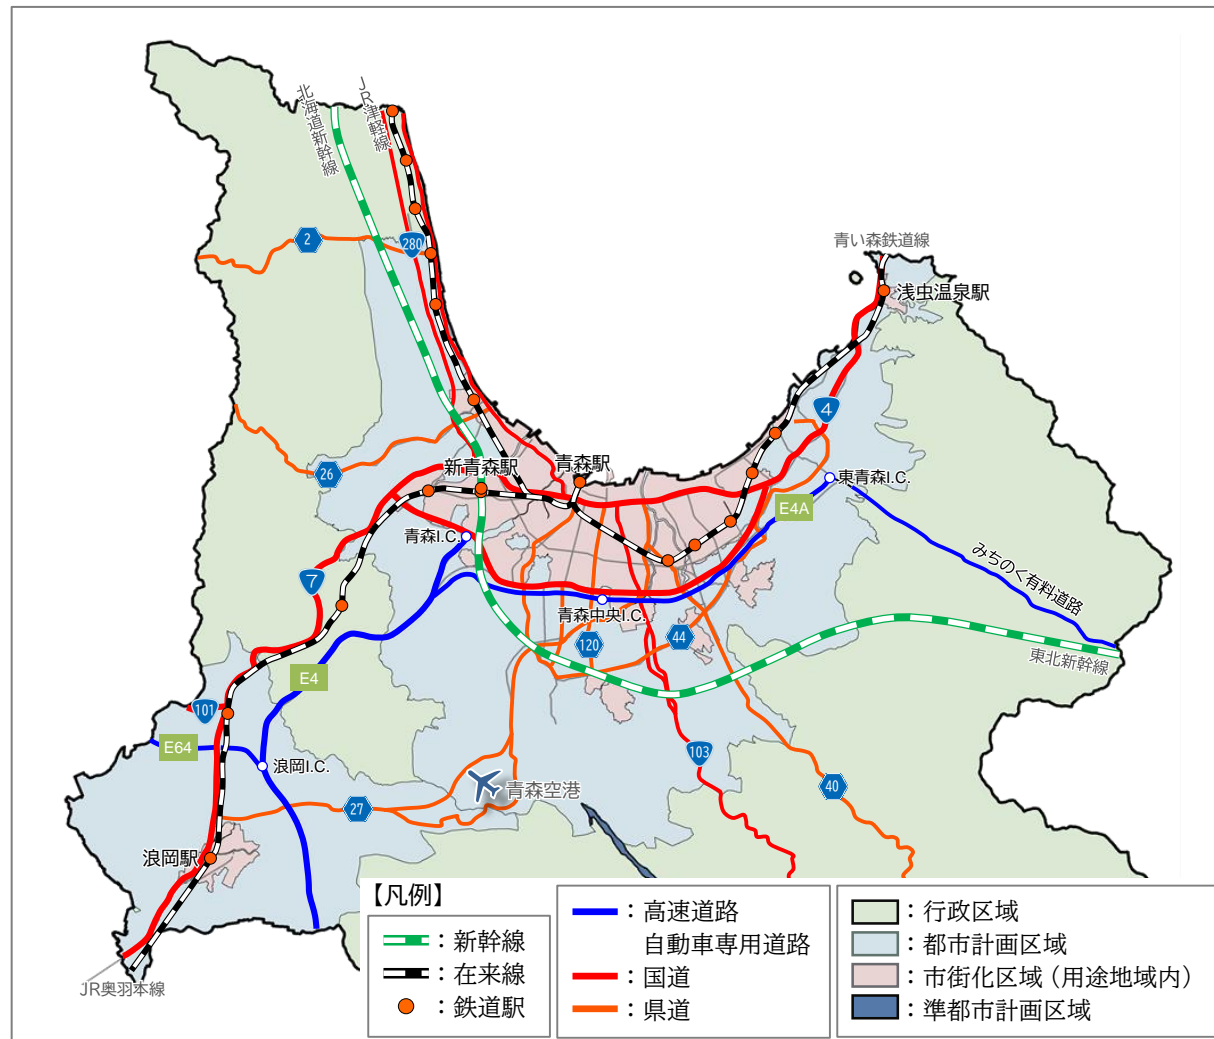 北海道新幹線
JR津軽線
2
280
青い森鉄道線
浅虫温泉駅
4
26
新青森駅
青森駅
東青森I.C.
E4A
青森I.C.
みちのく有料道路
7
青森中央I.C.
44
120
東北新幹線
E4
101
E64
103
浪岡I.C.
青森空港
40
27
浪岡駅
JR奥羽本線
【凡例】
:新幹線
:在来線
:鉄道駅
:高速道路
自動車専用道路
:国道
:県道
:行政区域
:都市計画区域
:市街化区域(用途地域内)
:準都市計画区域